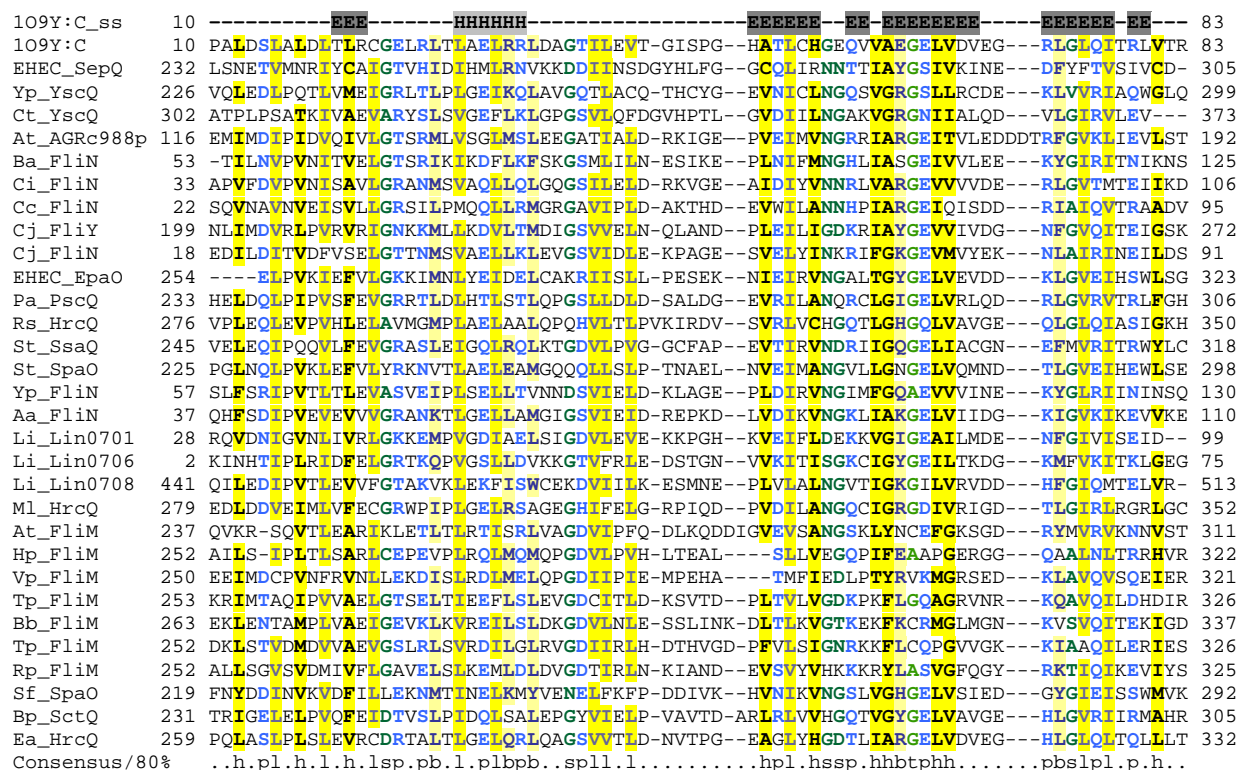 1O9Y:C_ss 10 ----------EEE-------HHHHHH------------------EEEEEE--EE-EEEEEEEE-----EEEEEE-EE--- 83
1O9Y:C 10 PALDSLALDLTLRCGELRLTLAELRRLDAGTILEVT-GISPG--HATLCHGEQVVAEGELVDVEG---RLGLQITRLVTR 83
EHEC_SepQ 232 LSNETVMNRIYCAIGTVHIDIHMLRNVKKDDIINSDGYHLFG--GCQLIRNNTTIAYGSIVKINE---DFYFTVSIVCD- 305
Yp_YscQ 226 VQLEDLPQTLVMEIGRLTLPLGEIKQLAVGQTLACQ-THCYG--EVNICLNGQSVGRGSLLRCDE---KLVVRIAQWGLQ 299
Ct_YscQ 302 ATPLPSATKIVAEVARYSLSVGEFLKLGPGSVLQFDGVHPTL--GVDIILNGAKVGRGNIIALQD---VLGIRVLEV--- 373
At_AGRc988p 116 EMIMDIPIDVQIVLGTSRMLVSGLMSLEEGATIALD-RKIGE--PVEIMVNGRRIARGEITVLEDDDTRFGVKLIEVLST 192
Ba_FliN 53 -TILNVPVNITVELGTSRIKIKDFLKFSKGSMLILN-ESIKE--PLNIFMNGHLIASGEIVVLEE---KYGIRITNIKNS 125
Ci_FliN 33 APVFDVPVNISAVLGRANMSVAQLLQLGQGSILELD-RKVGE--AIDIYVNNRLVARGEVVVVDE---RLGVTMTEIIKD 106
Cc_FliN 22 SQVNAVNVEISVLLGRSILPMQQLLRMGRGAVIPLD-AKTHD--EVWILANNHPIARGEIQISDD---RIAIQVTRAADV 95
Cj_FliY 199 NLIMDVRLPVRVRIGNKKMLLKDVLTMDIGSVVELN-QLAND--PLEILIGDKRIAYGEVVIVDG---NFGVQITEIGSK 272
Cj_FliN 18 EDILDITVDFVSELGTTNMSVAELLKLEVGSVIDLE-KPAGE--SVELYINKRIFGKGEVMVYEK---NLAIRINEILDS 91
EHEC_EpaO 254 ---ELPVKIEFVLGKKIMNLYEIDELCAKRIISLL-PESEK--NIEIRVNGALTGYGELVEVDD---KLGVEIHSWLSG 323
Pa_PscQ 233 HELDQLPIPVSFEVGRRTLDLHTLSTLQPGSLLDLD-SALDG--EVRILANQRCLGIGELVRLQD---RLGVRVTRLFGH 306
Rs_HrcQ 276 VPLEQLEVPVHLELAVMGMPLAELAALQPQHVLTLPVKIRDV--SVRLVCHGQTLGHGQLVAVGE---QLGLQIASIGKH 350
St_SsaQ 245 VELEQIPQQVLFEVGRASLEIGQLRQLKTGDVLPVG-GCFAP--EVTIRVNDRIIGQGELIACGN---EFMVRITRWYLC 318
St_SpaO 225 PGLNQLPVKLEFVLYRKNVTLAELEAMGQQQLLSLP-TNAEL--NVEIMANGVLLGNGELVQMND---TLGVEIHEWLSE 298
Yp_FliN 57 SLFSRIPVTLTLEVASVEIPLSELLTVNNDSVIELD-KLAGE--PLDIRVNGIMFGQAEVVVINE---KYGLRIININSQ 130
Aa_FliN 37 QHFSDIPVEVEVVVGRANKTLGELLAMGIGSVIEID-REPKD--LVDIKVNGKLIAKGELVIIDG---KIGVKIKEVVKE 110
Li_Lin0701 28 RQVDNIGVNLIVRLGKKEMPVGDIAELSIGDVLEVE-KKPGH--KVEIFLDEKKVGIGEAILMDE---NFGIVISEID-- 99
Li_Lin0706 2 KINHTIPLRIDFELGRTKQPVGSLLDVKKGTVFRLE-DSTGN--VVKITISGKCIGYGEILTKDG---KMFVKITKLGEG 75
Li_Lin0708 441 QILEDIPVTLEVVFGTAKVKLEKFISWCEKDVIILK-ESMNE--PLVLALNGVTIGKGILVRVDD---HFGIQMTELVR- 513
Ml_HrcQ 279 EDLDDVEIMLVFECGRWPIPLGELRSAGEGHIFELG-RPIQD--PVDILANGQCIGRGDIVRIGD---TLGIRLRGRLGC 352
At_FliM 237 QVKR-SQVTLEARIKLETLTLRTISRLVAGDVIPFQ-DLKQDDIGVEVSANGSKLYNCEFGKSGD---RYMVRVKNNVST 311
Hp_FliM 252 AILS-IPLTLSARLCEPEVPLRQLMQMQPGDVLPVH-LTEAL----SLLVEGQPIFEAAPGERGG---QAALNLTRRHVR 322
Vp_FliM 250 EEIMDCPVNFRVNLLEKDISLRDLMELQPGDIIPIE-MPEHA----TMFIEDLPTYRVKMGRSED---KLAVQVSQEIER 321
Tp_FliM 253 KRIMTAQIPVVAELGTSELTIEEFLSLEVGDCITLD-KSVTD--PLTVLVGDKPKFLGQAGRVNR---KQAVQILDHDIR 326
Bb_FliM 263 EKLENTAMPLVAEIGEVKLKVREILSLDKGDVLNLE-SSLINK-DLTLKVGTKEKFKCRMGLMGN---KVSVQITEKIGD 337
Tp_FliM 252 DKLSTVDMDVVAEVGSLRLSVRDILGLRVGDIIRLH-DTHVGD-PFVLSIGNRKKFLCQPGVVGK---KIAAQILERIES 326
Rp_FliM 252 ALLSGVSVDMIVFLGAVELSLKEMLDLDVGDTIRLN-KIAND--EVSVYVHKKKRYLASVGFQGY---RKTIQIKEVIYS 325
Sf_SpaO 219 FNYDDINVKVDFILLEKNMTINELKMYVENELFKFP-DDIVK--HVNIKVNGSLVGHGELVSIED---GYGIEISSWMVK 292
Bp_SctQ 231 TRIGELELPVQFEIDTVSLPIDQLSALEPGYVIELP-VAVTD-ARLRLVVHGQTVGYGELVAVGE---HLGVRIIRMAHR 305
Ea_HrcQ 259 PQLASLPLSLEVRCDRTALTLGELQRLQAGSVVTLD-NVTPG--EAGLYHGDTLIARGELVDVEG---HLGLQLTQLLLT 332
Consensus/80% ..h.pl.h.l.h.lsp.pb.l.plbpb..spll.l.........hpl.hssp.hhbtphh........pbslpl.p.h..